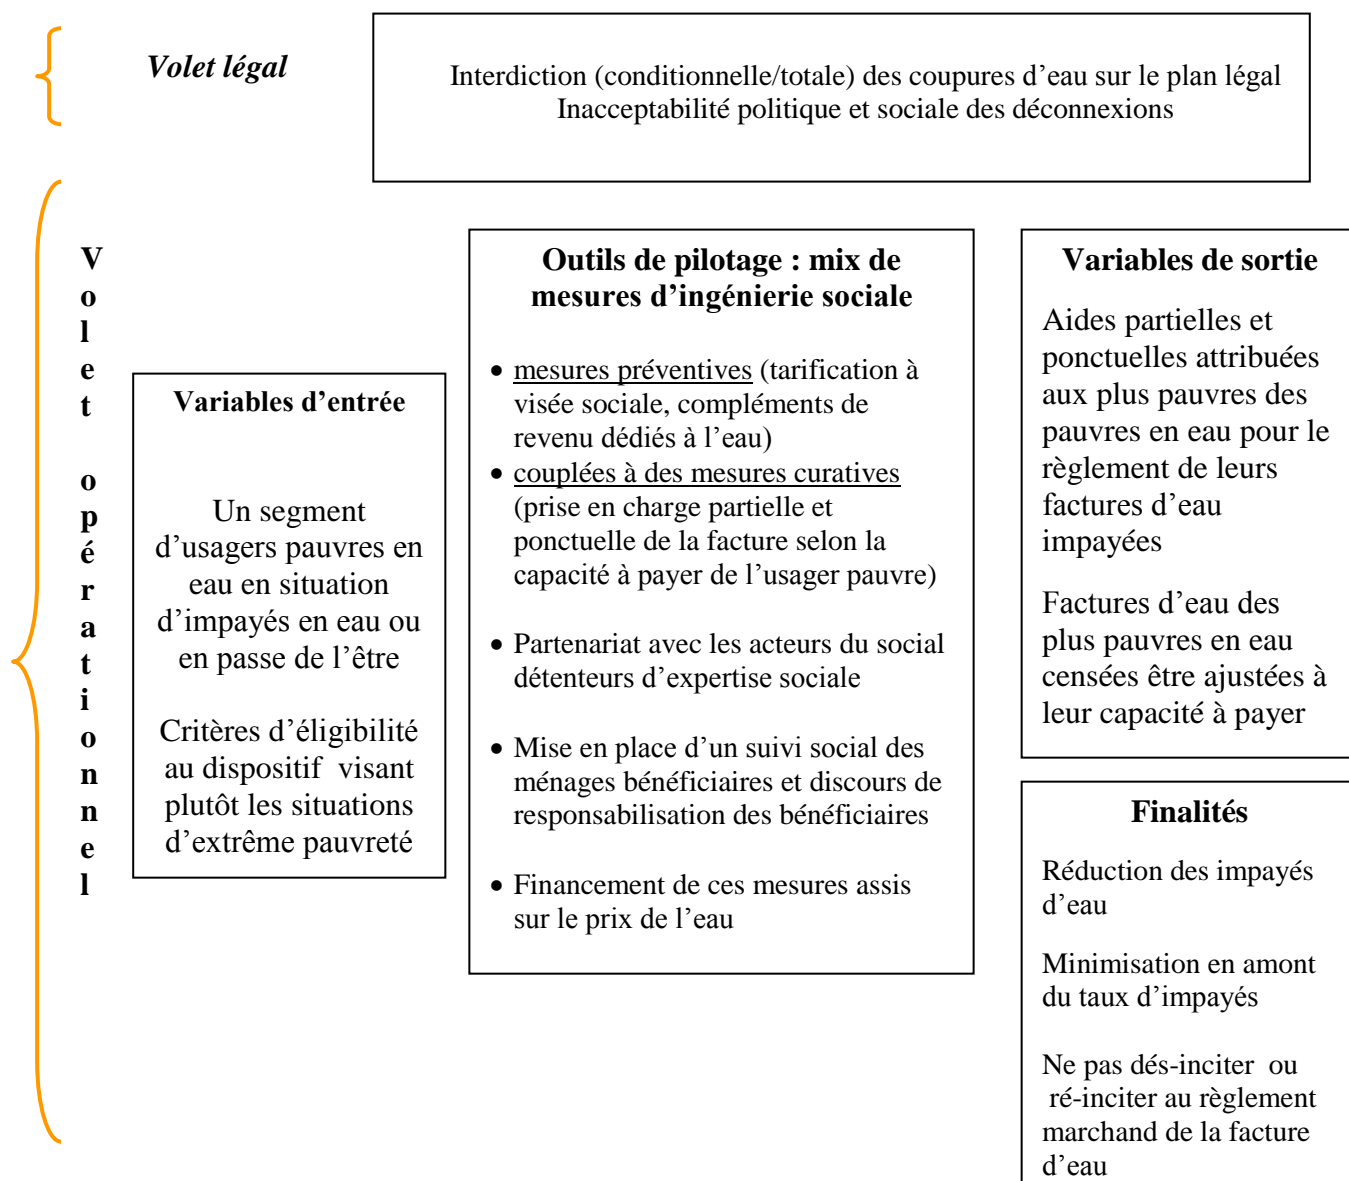 Volet légal
Interdiction (conditionnelle/totale) des coupures d’eau sur le plan légal
Inacceptabilité politique et sociale des déconnexions
V
o
l
e
t
o
p
é
r
a
t
i
o
n
n
e
l
Variables d’entrée
Un segment
d’usagers pauvres en
eau en situation
d’impayés en eau ou
en passe de l’être
Critères d’éligibilité
au dispositif visant
plutôt les situations
d’extrême pauvreté
Outils de pilotage : mix de
mesures d’ingénierie sociale
• mesures préventives (tarification à
visée sociale, compléments de
revenu dédiés à l’eau)
• couplées à des mesures curatives
(prise en charge partielle et
ponctuelle de la facture selon la
capacité à payer de l’usager pauvre)
• Partenariat avec les acteurs du social
détenteurs d’expertise sociale
• Mise en place d’un suivi social des
ménages bénéficiaires et discours de
responsabilisation des bénéficiaires
• Financement de ces mesures assis
sur le prix de l’eau
Variables de sortie
Aides partielles et
ponctuelles attribuées
aux plus pauvres des
pauvres en eau pour le
règlement de leurs
factures d’eau
impayées
Factures d’eau des
plus pauvres en eau
censées être ajustées à
leur capacité à payer
Finalités
Réduction des impayés
d’eau
Minimisation en amont
du taux d’impayés
Ne pas dés-inciter ou
ré-inciter au règlement
marchand de la facture
d’eau